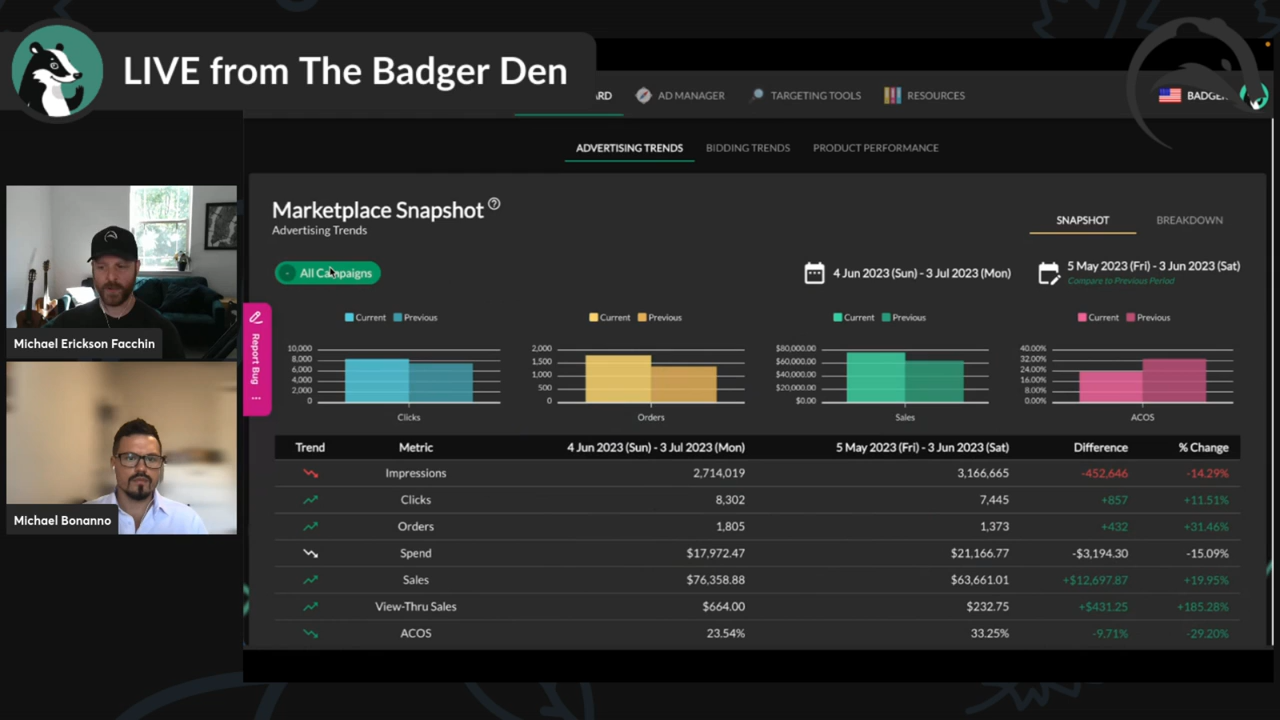 LIVE from The Badger Den
ARD
AD MANAGER
TARGETING TOOLS
RESOURCES
ADVERTISING TRENDS
BIDDING TRENDS
PRODUCT PERFORMANCE
Marketplace Snapshot
Advertising Trends
SNAPSHOT
BREAKDOWN
All Campaigns
4 Jun 2023 (Sun) - 3 Jul 2023 (Mon)
5 May 2023 (Fri) - 3 Jun 2023 (Sat)
Compare to Previous Period
Report Bug
Michael Erickson Facchin
Michael Bonanno
Current Previous
10,000
8,000
6,000
4,000
2,000
0
Clicks
Current Previous
2,000
1,500
1,000
500
0
Orders
Current Previous
$80,000.00
$60,000.00
$40,000.00
$20,000.00
$0.00
Sales
Current Previous
40.00%
32.00%
24.00%
16.00%
8.00%
0.00%
ACOS
Trend Metric 4 Jun 2023 (Sun) - 3 Jul 2023 (Mon) 5 May 2023 (Fri) - 3 Jun 2023 (Sat) Difference % Change
Impressions 2,714,019 3,166,665 -452,646 -14.29%
Clicks 8,302 7,445 +857 +11.51%
Orders 1,805 1,373 +432 +31.46%
Spend $17,972.47 $21,166.77 -$3,194.30 -15.09%
Sales $76,358.88 $63,661.01 +$12,697.87 +19.95%
View-Thru Sales $664.00 $232.75 +$431.25 +185.28%
ACOS 23.54% 33.25% -9.71% -29.20%